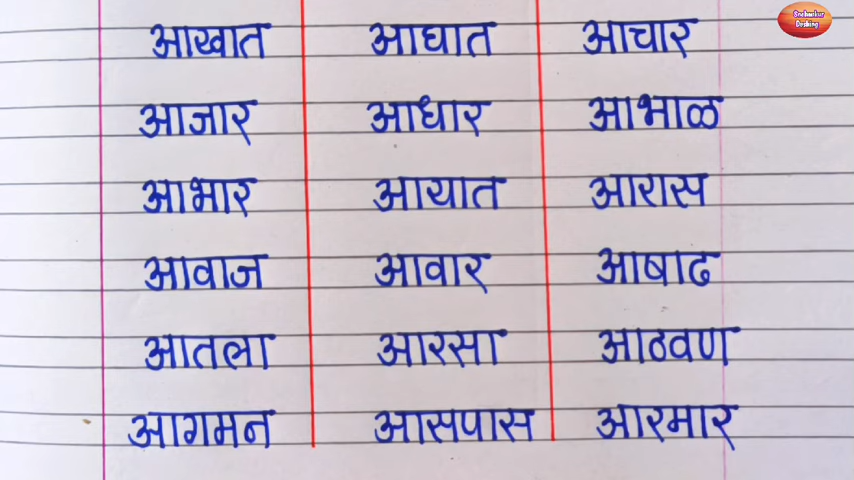 आखात आघात आचार
आजार आधार आभाळ
आभार आयात आरास
आवाज आवार आषाढ
आतला आरसा आठवण
आगमन आसपास आरमार